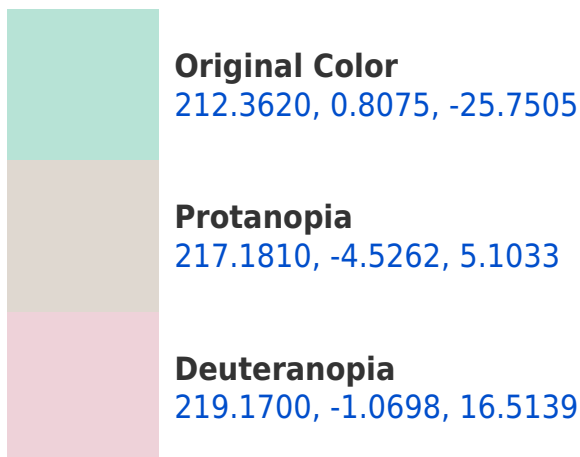 Original Color
212.3620, 0.8075, -25.7505
Protanopia
217.1810, -4.5262, 5.1033
Deuteranopia
219.1700, -1.0698, 16.5139